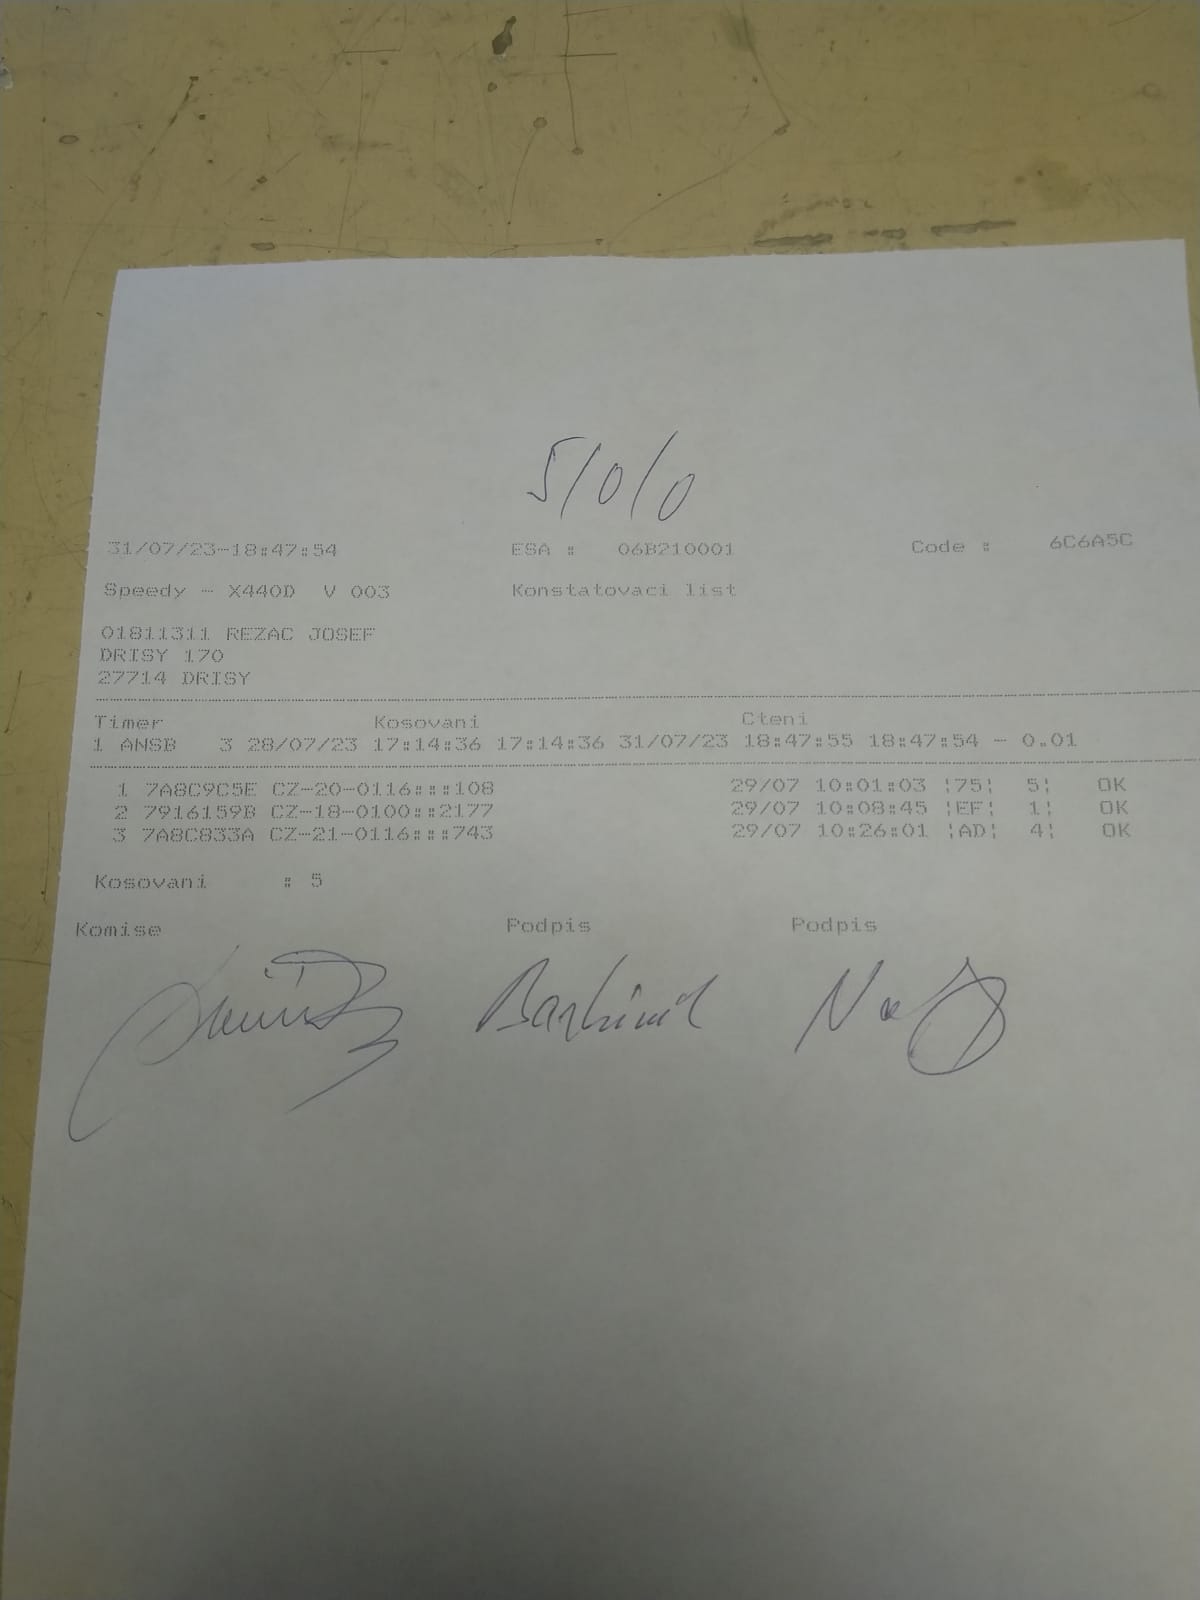 5/0/0
31/07/23-18:47:54 ESA : 06B210001 Code : 6C6A5C
Speedy - X440D V 003 Konstatovaci list
01811311 REZAC JOSEF
DRISY 170
27714 DRISY
Timer Kosovani Cteni
1 ANSB 3 28/07/23 17:14:36 17:14:36 31/07/23 18:47:55 18:47:54 - 0.01
1 7A8C9C5E CZ-20-0116:::108 29/07 10:01:03 ¦75¦ 5¦ OK
2 7916159B CZ-18-0100::2177 29/07 10:08:45 ¦EF¦ 1¦ OK
3 7A8C833A CZ-21-0116:::743 29/07 10:26:01 ¦AD¦ 4¦ OK
Kosovani : 5
Komise Podpis Podpis